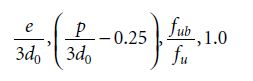 e/3d₀, (p/3d₀ − 0.25), f_ub/f_u, 1.0